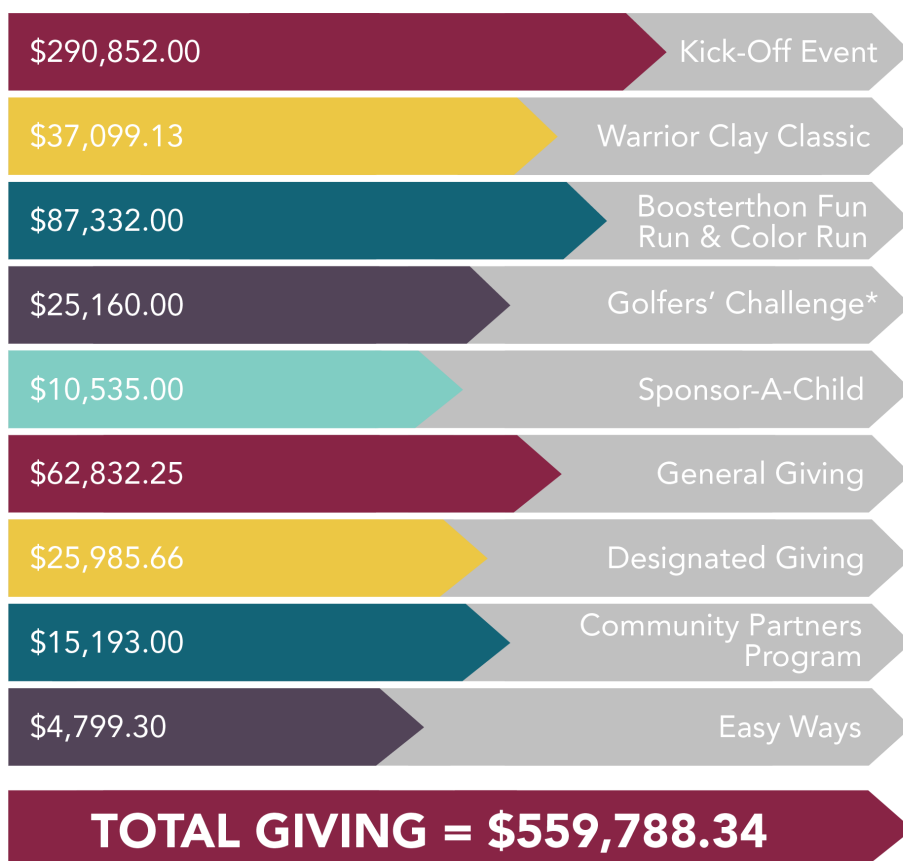 $290,852.00 Kick-Off Event
$37,099.13 Warrior Clay Classic
$87,332.00 Boosterthon Fun
Run & Color Run
$25,160.00 Golfers’ Challenge*
$10,535.00 Sponsor-A-Child
$62,832.25 General Giving
$25,985.66 Designated Giving
$15,193.00 Community Partners
Program
$4,799.30 Easy Ways
TOTAL GIVING = $559,788.34